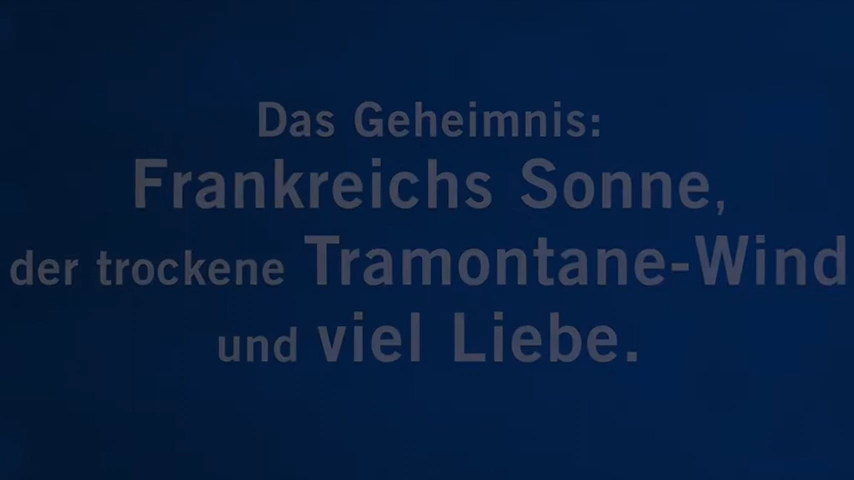 Das Geheimnis:
Frankreichs Sonne,
der trockene Tramontane-Wind
und viel Liebe.